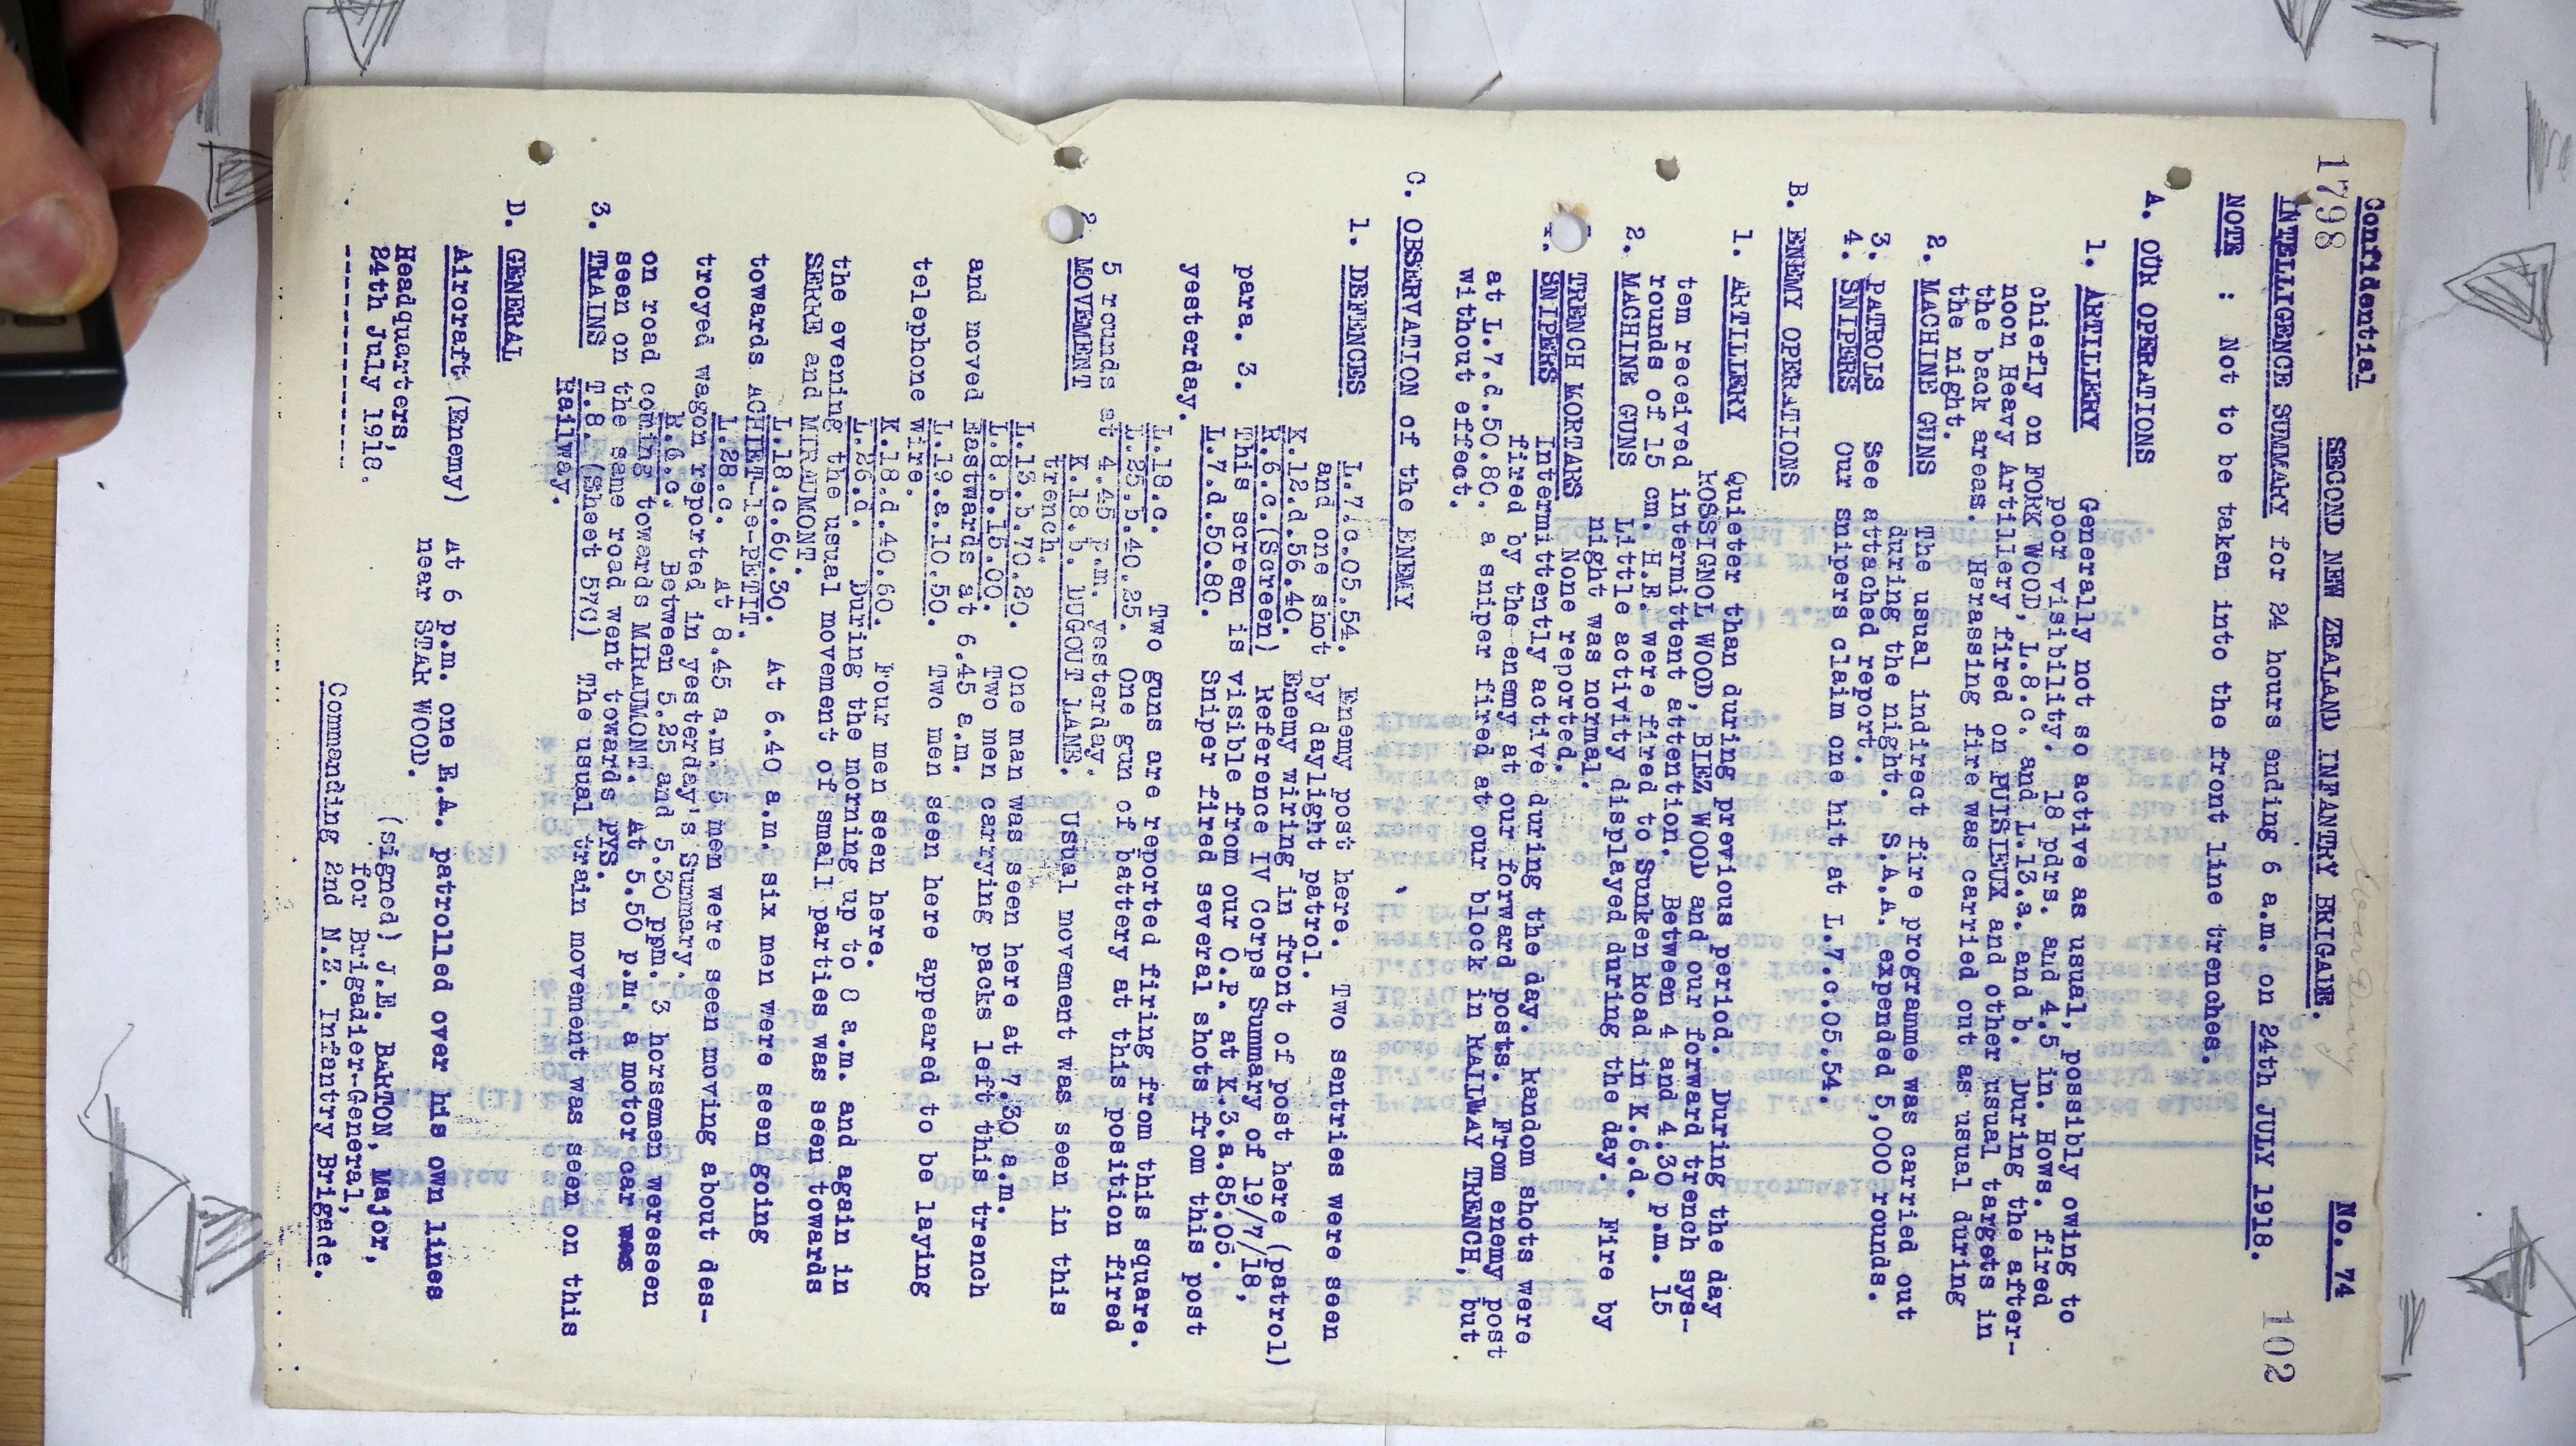 Confidential
1798
SECOND NEW ZEALAND INFANTRY BRIGADE.
No. 74
INTELLIGENCE SUMMARY for 24 hours ending 6 a.m. on 24th JULY 1918.
102
NOTE : Not to be taken into the front line trenches.
A. OUR OPERATIONS
1. ARTILLERY Generally not so active as usual, possibly owing to
poor visibility. 18 pdrs. and 4.5 in. Hows. fired
chiefly on FORK WOOD, L.8.c. and L.13.a. and b. During the after-
noon Heavy Artillery fired on PUISIEUX and other usual targets in
the back areas. Harassing fire was carried out as usual during
the night.
2. MACHINE GUNS The usual indirect fire programme was carried out
during the night. S.A.A. expended 5,000 rounds.
3. PATROLS See attached report.
4. SNIPERS Our snipers claim one hit at L.7.c.05.54.
B. ENEMY OPERATIONS
1. ARTILLERY Quieter than during previous period. During the day
ROSSIGNOL WOOD, BIEZ WOOD and our forward trench sys-
tem received intermittent attention. Between 4 and 4.30 p.m. 15
rounds of 15 cm. H.E. were fired to Sunken Road in K.6.d.
2. MACHINE GUNS Little activity displayed during the day. Fire by
night was normal.
TRENCH MORTARS None reported.
4. SNIPERS Intermittently active during the day. Random shots were
fired by the enemy at our forward posts. From enemy post
at L.7.d.50.80. a sniper fired at our block in RAILWAY TRENCH, but
without effect.
C. OBSERVATION of the ENEMY
1. DEFENCES L.7.c.05.54. Enemy post here. Two sentries were seen
and one shot by daylight patrol.
K.12.d.56.40. Enemy wiring in front of post here (patrol)
R.6.c.(Screen) Reference IV Corps Summary of 19/7/18,
para. 3. This screen is visible from our O.P. at K.3.a.85.05.
L.7.d.50.80. Sniper fired several shots from this post
yesterday.
L.18.c. Two guns are reported firing from this square.
L.25.b.40.25. One gun of battery at this position fired
5 rounds at 4.45 p.m. yesterday.
2. MOVEMENT K.18.b. DUGOUT LANE. Usual movement was seen in this
trench.
L.13.b.70.20. One man was seen here at 7.30 a.m.
L.8.b.15.00. Two men carrying packs left this trench
and moved Eastwards at 6.45 a.m.
L.19.a.10.50. Two men seen here appeared to be laying
telephone wire.
K.18.d.40.60. Four men seen here.
L.26.d. During the morning up to 8 a.m. and again in
the evening the usual movement of small parties was seen towards
SERRE and MIRAUMONT.
L.18.c.60.30. At 6.40 a.m. six men were seen going
towards ACHIET-le-PETIT.
L.28.c. At 8.45 a.m. 5 men were seen moving about des-
troyed wagon reported in yesterday's Summary.
R.6.c. Between 5.25 and 5.30 ppm. 3 horsemen wereseen
on road coming towards MIRAUMONT. At 5.50 p.m. a motor car was
seen on the same road went towards PYS.
3. TRAINS T.8.(Sheet 57C) The usual train movement was seen on this
Railway.
D. GENERAL
Aircraft (Enemy) At 6 p.m. one E.A. patrolled over his own lines
near STAR WOOD.
Headquarters,
24th July 1918.
(signed) J.E. BARTON, Major,
for Brigadier-General,
Commanding 2nd N.Z. Infantry Brigade.